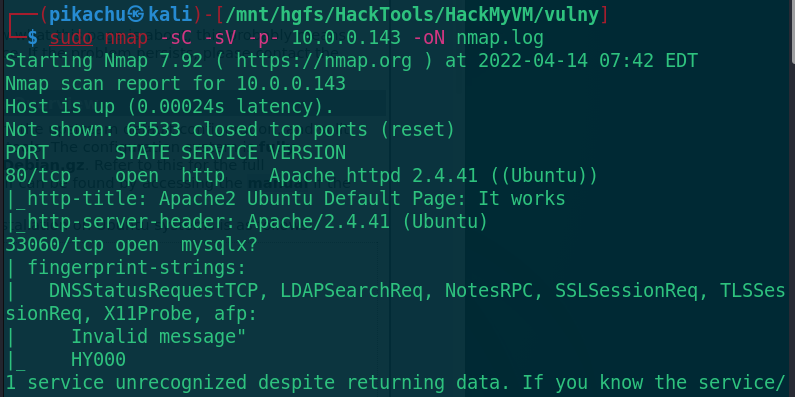 ┌──(pikachu㉿kali)-[/mnt/hgfs/HackTools/HackMyVM/vulny]
└─$ sudo nmap -sC -sV -p- 10.0.0.143 -oN nmap.log
Starting Nmap 7.92 ( https://nmap.org ) at 2022-04-14 07:42 EDT
Nmap scan report for 10.0.0.143
Host is up (0.00024s latency).
Not shown: 65533 closed tcp ports (reset)
PORT      STATE SERVICE VERSION
80/tcp    open  http    Apache httpd 2.4.41 ((Ubuntu))
|_http-title: Apache2 Ubuntu Default Page: It works
|_http-server-header: Apache/2.4.41 (Ubuntu)
33060/tcp open  mysqlx?
| fingerprint-strings:
|   DNSStatusRequestTCP, LDAPSearchReq, NotesRPC, SSLSessionReq, TLSSes
sionReq, X11Probe, afp:
|     Invalid message"
|_    HY000
1 service unrecognized despite returning data. If you know the service/